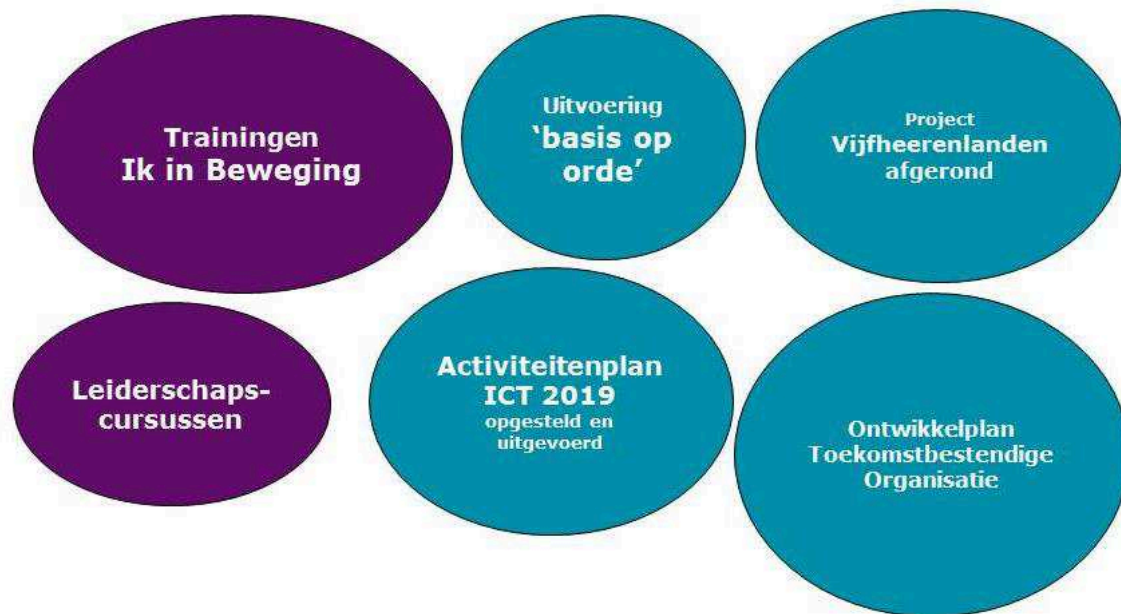 Trainingen
Ik in Beweging
Uitvoering
‘basis op
orde’
Project
Vijfheerenlanden
afgerond
Leiderschaps-
cursussen
Activiteitenplan
ICT 2019
opgesteld en
uitgevoerd
Ontwikkelplan
Toekomstbestendige
Organisatie